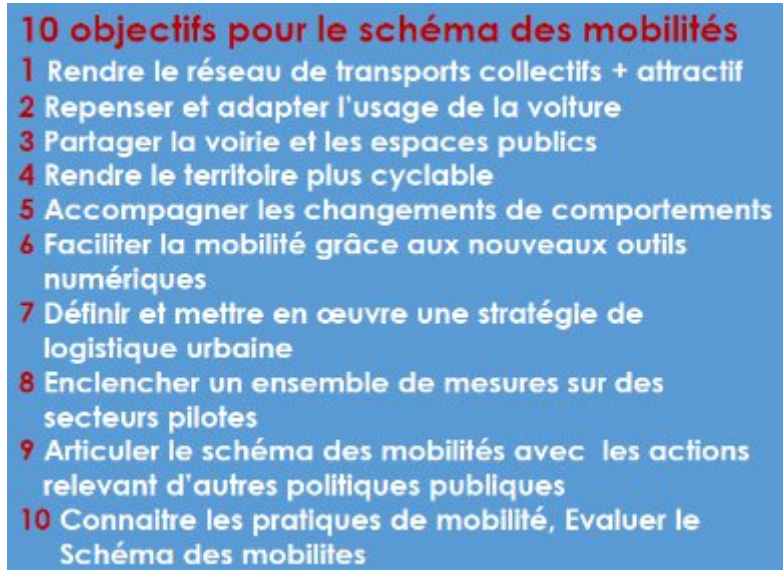 10 objectifs pour le schéma des mobilités
1 Rendre le réseau de transports collectifs + attractif
2 Repenser et adapter l'usage de la voiture
3 Partager la voirie et les espaces publics
4 Rendre le territoire plus cyclable
5 Accompagner les changements de comportements
6 Faciliter la mobilité grâce aux nouveaux outils
numériques
7 Définir et mettre en œuvre une stratégie de
logistique urbaine
8 Enclencher un ensemble de mesures sur des
secteurs pilotes
9 Articuler le schéma des mobilités avec les actions
relevant d'autres politiques publiques
10 Connaitre les pratiques de mobilité, Evaluer le
Schéma des mobilites